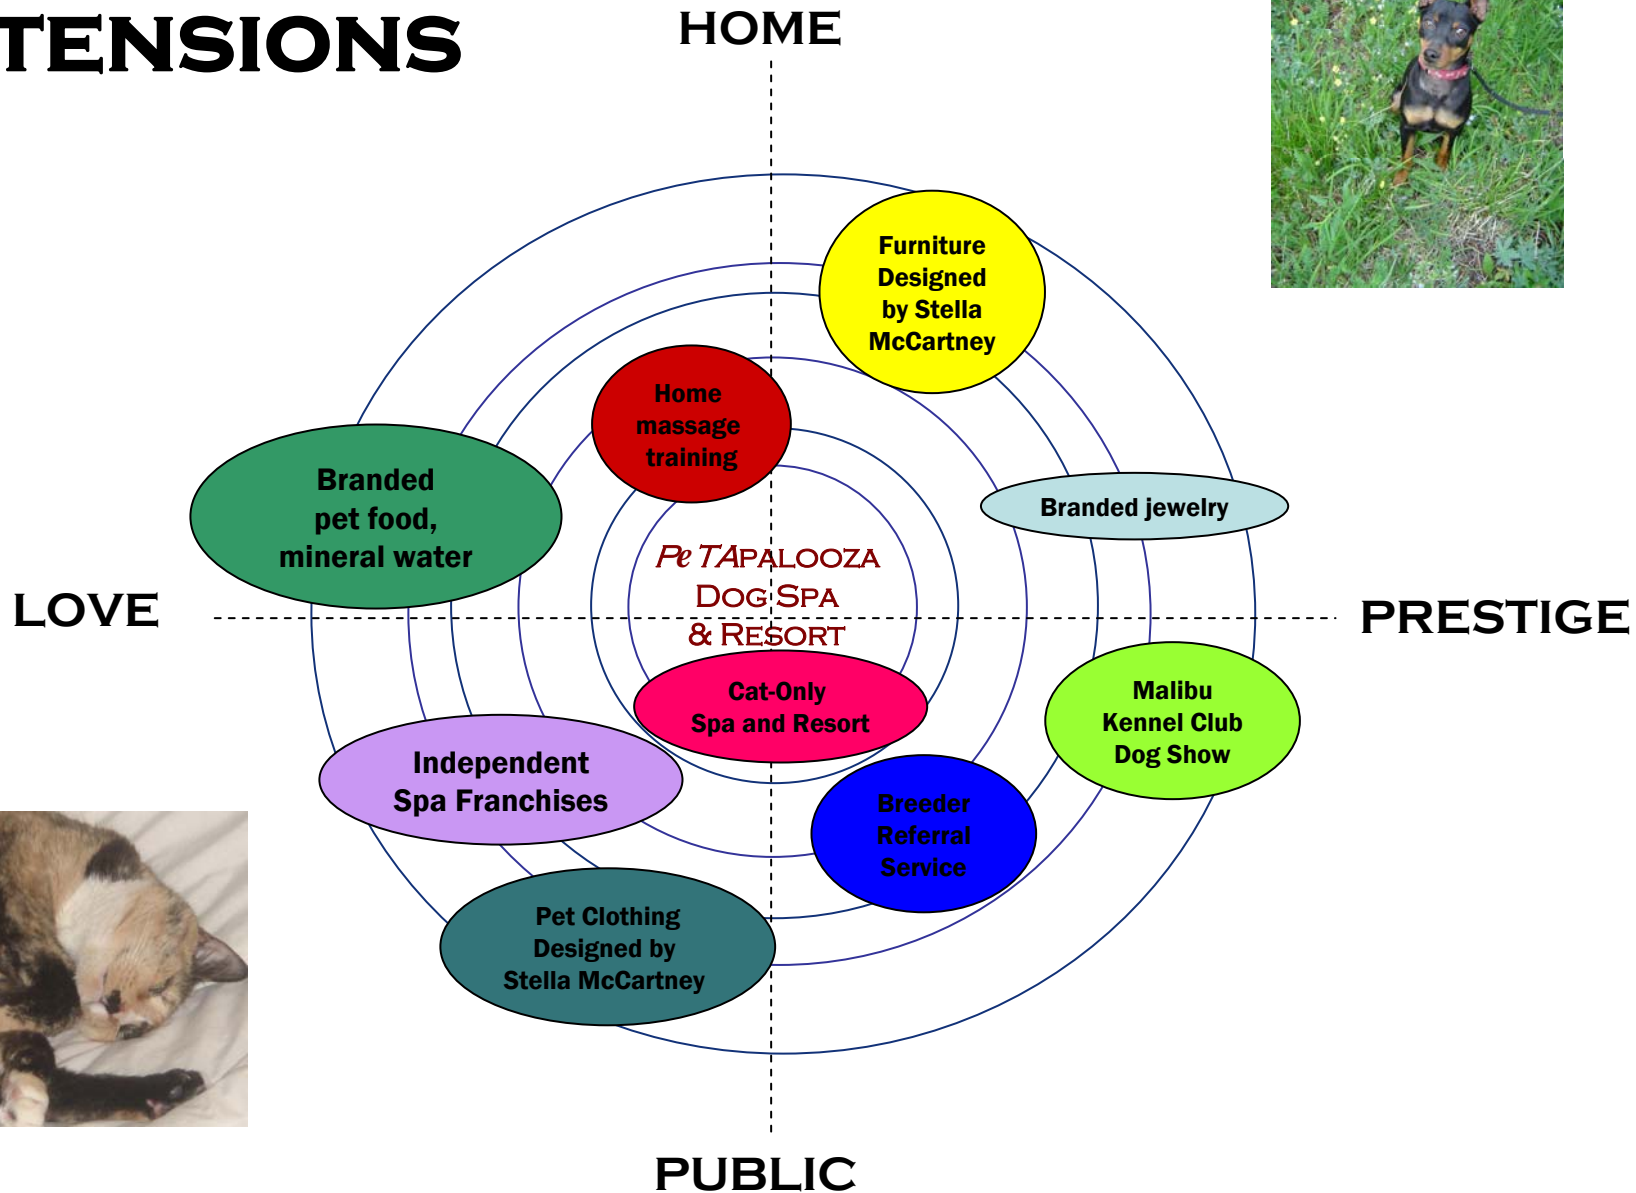 TENSIONS
HOME
Furniture
Designed
by Stella
McCartney
Home
massage
training
Branded
pet food,
mineral water
Branded jewelry
PeTAPALOOZA
DOG SPA
& RESORT
LOVE
PRESTIGE
Cat-Only
Spa and Resort
Malibu
Kennel Club
Dog Show
Independent
Spa Franchises
Breeder
Referral
Service
Pet Clothing
Designed by
Stella McCartney
PUBLIC